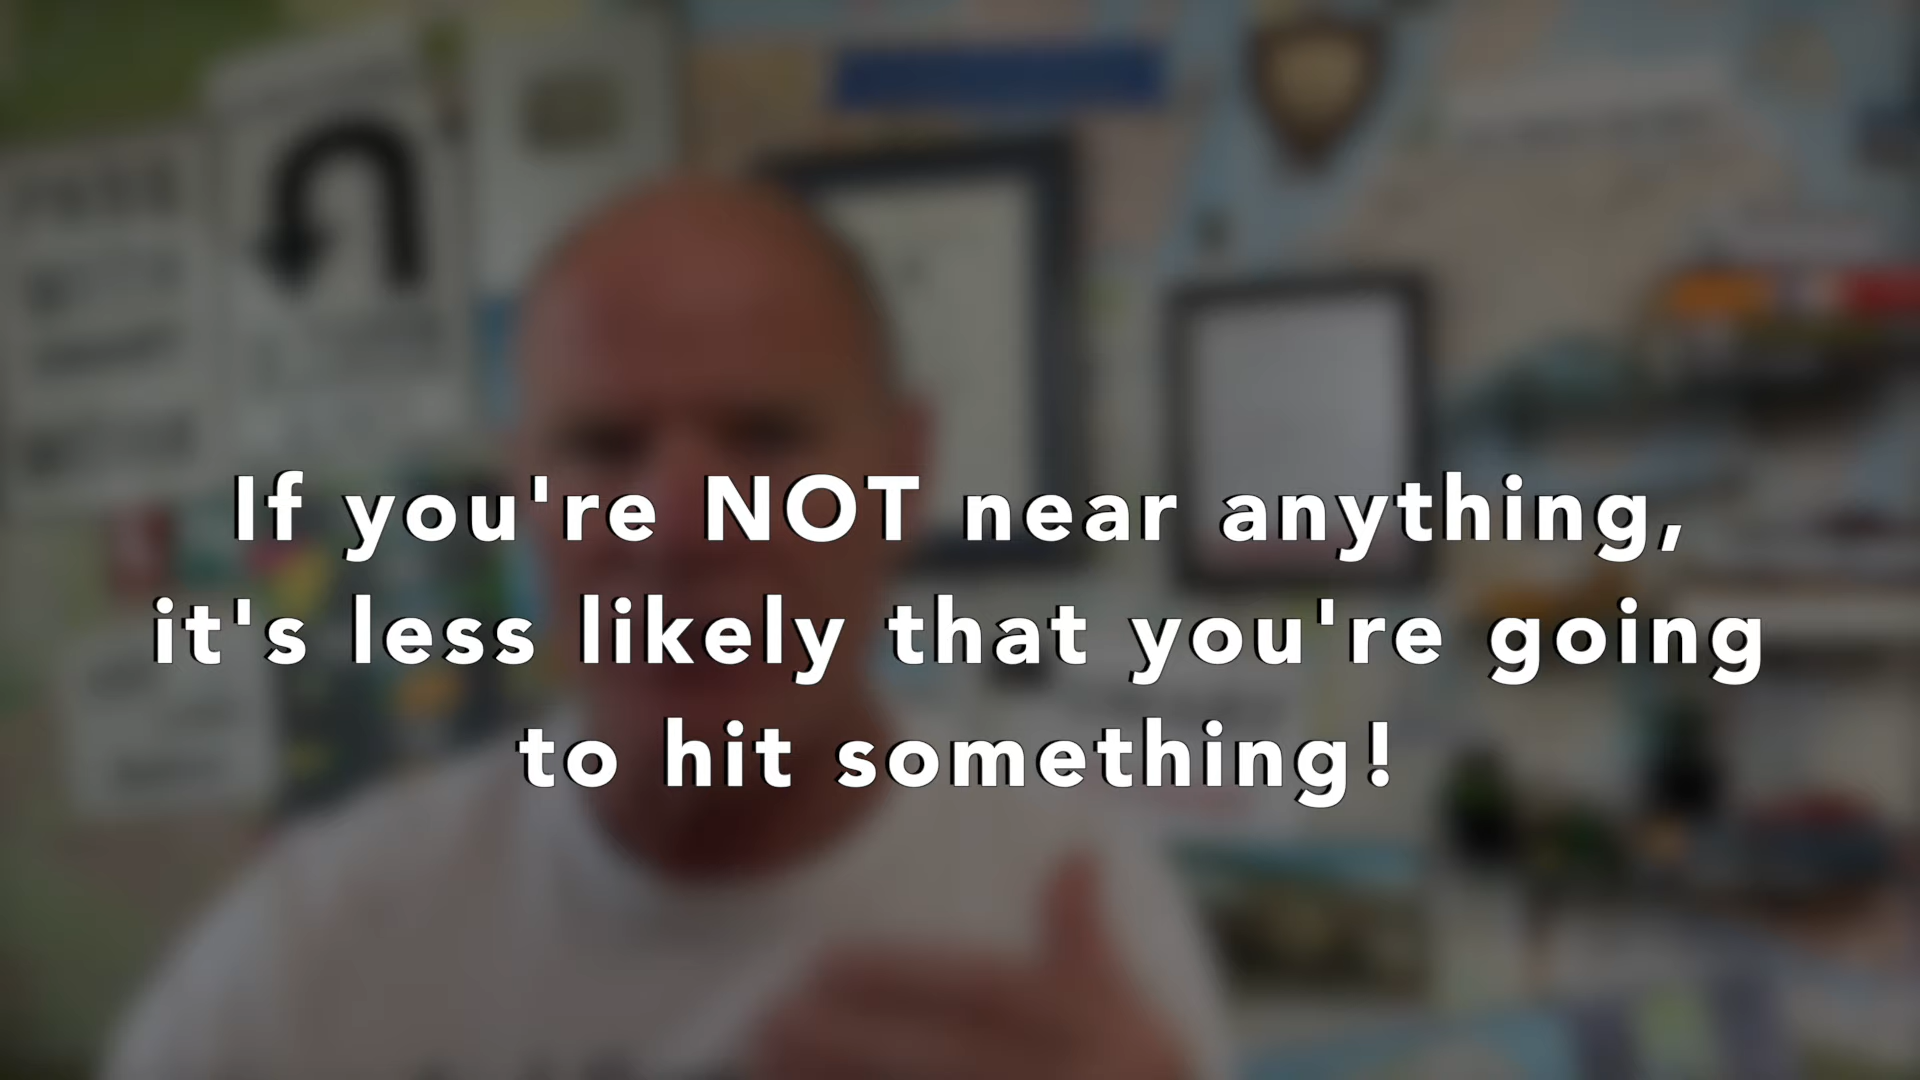 If you're NOT near anything,
it's less likely that you're going
to hit something!